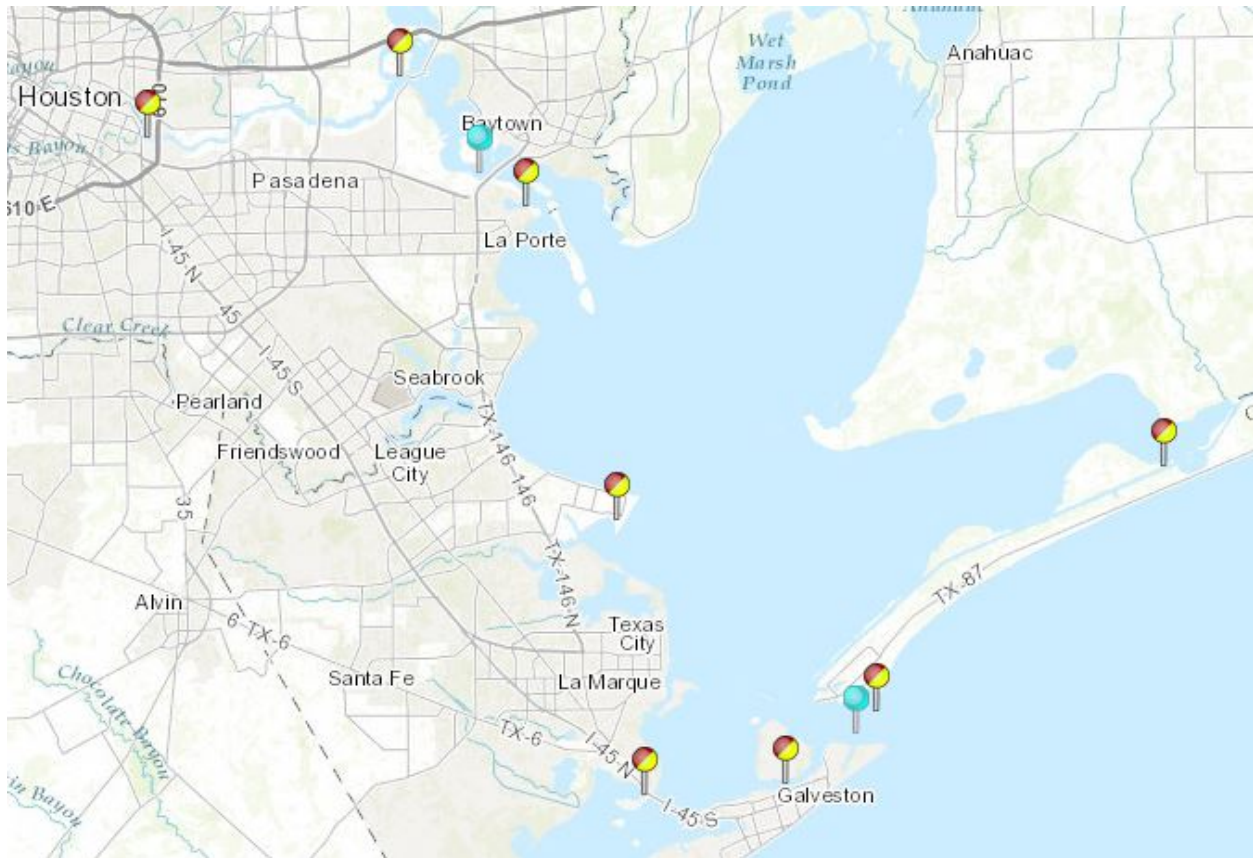 Wet
Marsh
Pond
Anahuac
Houston
Baytown
Pasadena
610-E
La Porte
I-45-N
45
I-45-S
Clear Creek
Seabrook
Pearland
Friendswood
League
City
TX-146-146
35
TX-146-N
TX-87
Alvin
6-TX-6
Texas
City
Santa Fe
La Marque
Chocolate Bayou
TX-6
I-45-N
I-45-S
Galveston
Bayou